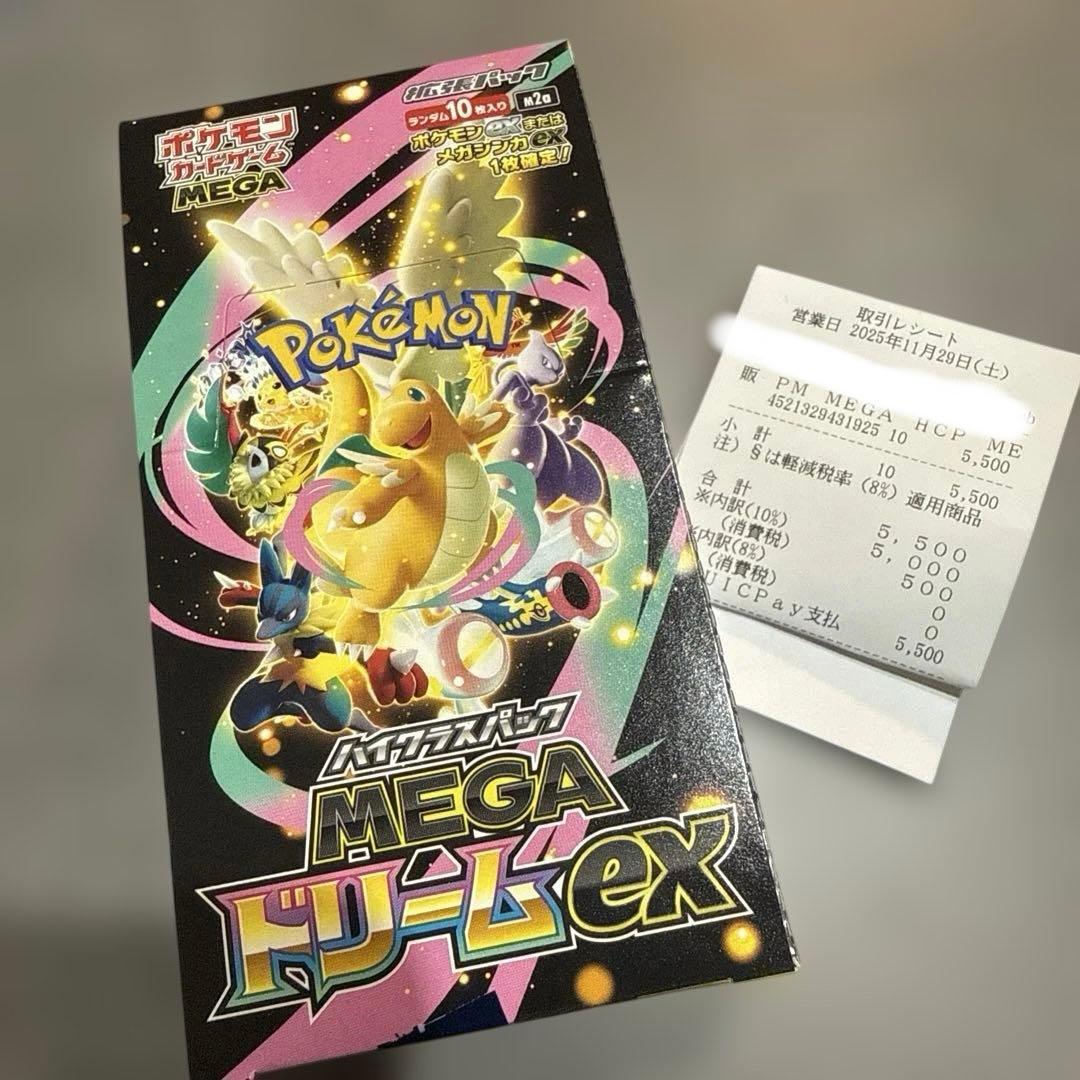 ポケモン
カードゲーム
MEGA
拡張パック
ランダム10枚入り M2a
ポケモンexまたは
メガシンカex
1枚確定!
POKéMON
ハイクラスパック
MEGA
ドリームex
取引レシート
営業日 2025年11月29日(土)
販 PM MEGA HCP ME
4521329431925 10 5,500
小 計 10 5,500
注) §は軽減税率 (8%) 適用商品
合 計 5,500
※内訳(10%) 5,000
(消費税) 500
内訳(8%) 0
(消費税) 0
UICPay支払 5,500